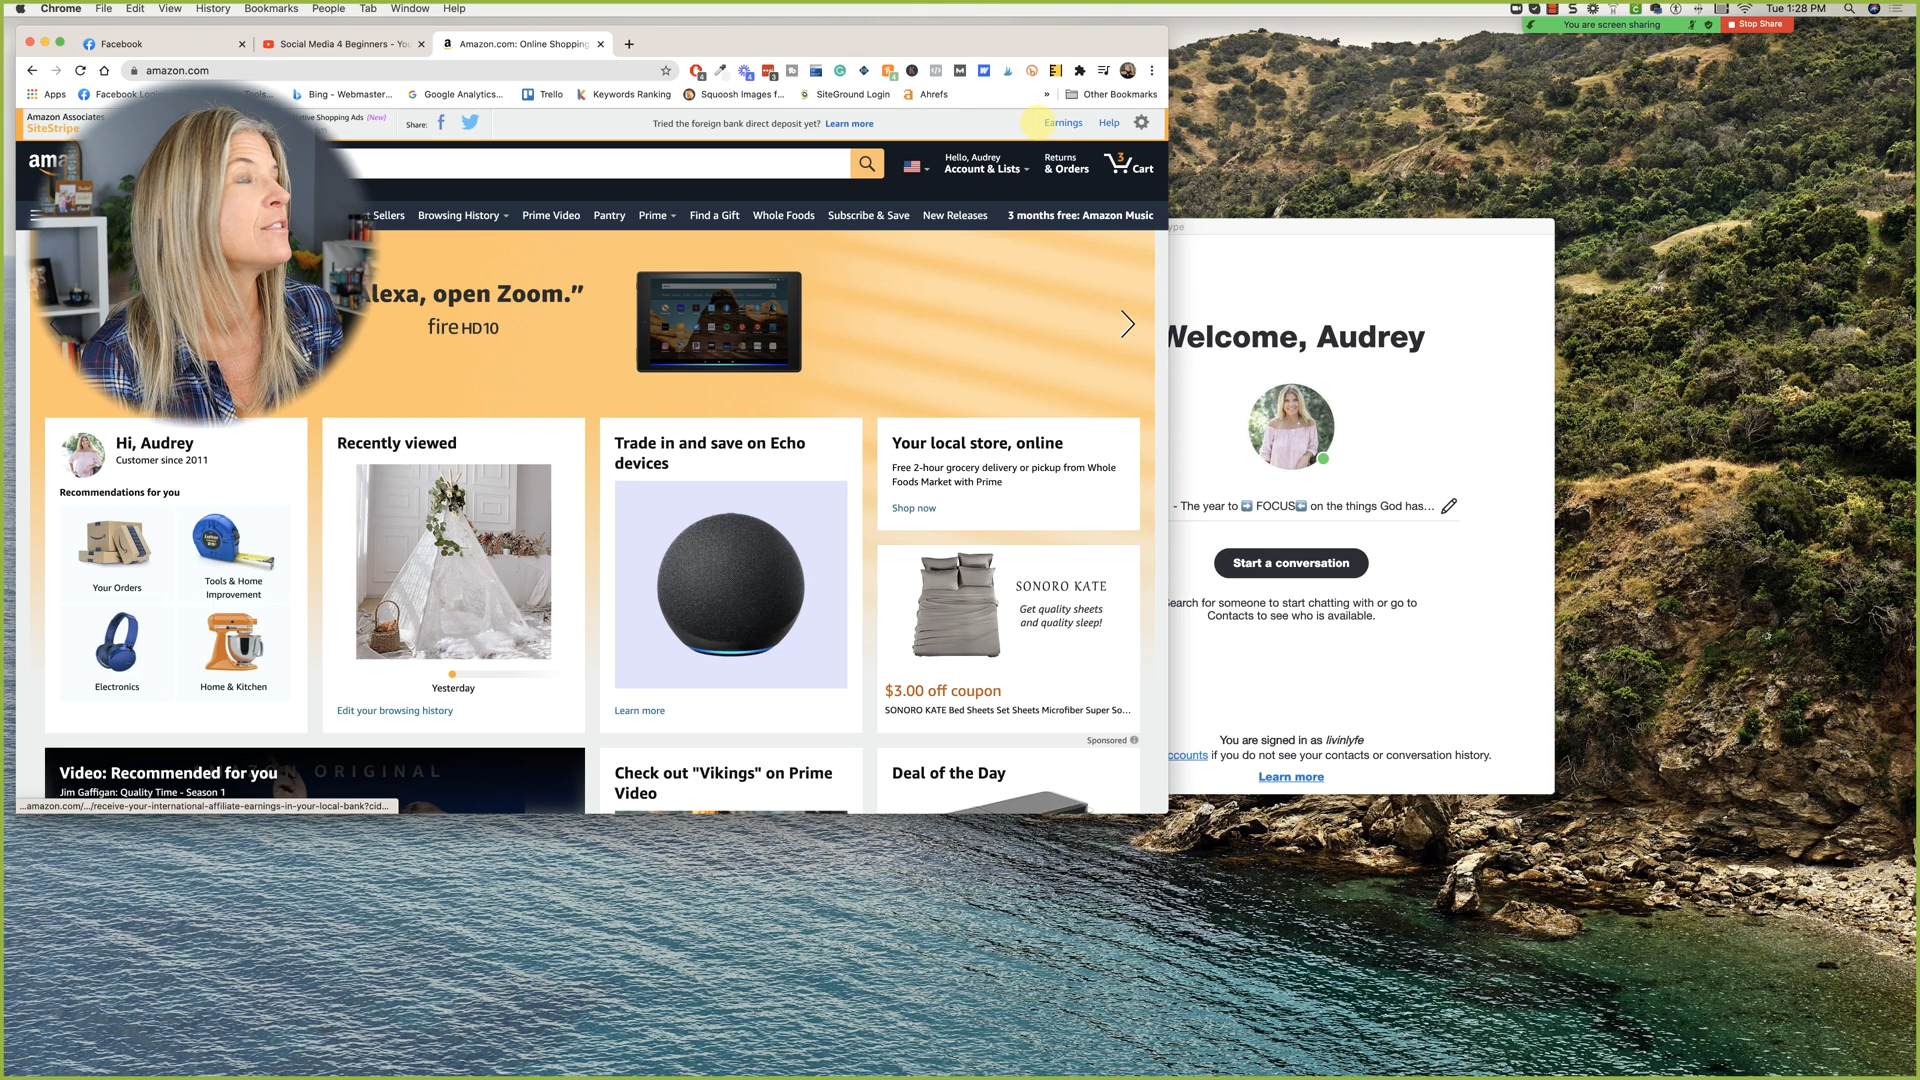 Chrome File Edit View History Bookmarks People Tab Window Help
Tue 1:28 PM
You are screen sharing Stop Share
Facebook
Social Media 4 Beginners - Yo
Amazon.com: Online Shopping
amazon.com
Apps
Facebook Login
Bing - Webmaster...
Google Analytics...
Trello
Keywords Ranking
Squoosh Images f...
SiteGround Login
Ahrefs
Other Bookmarks
Amazon Associates
SiteStripe
Shopping Ads (New)
Share:
Tried the foreign bank direct deposit yet? Learn more
Earnings Help
ama
Hello, Audrey
Account & Lists
Returns
& Orders
3
Cart
t Sellers Browsing History Prime Video Pantry Prime Find a Gift Whole Foods Subscribe & Save New Releases 3 months free: Amazon Music
lexa, open Zoom.”
fire HD10
Hi, Audrey
Customer since 2011
Recommendations for you
Your Orders
Tools & Home
Improvement
Electronics
Home & Kitchen
Recently viewed
Yesterday
Edit your browsing history
Trade in and save on Echo
devices
Learn more
Your local store, online
Free 2-hour grocery delivery or pickup from Whole
Foods Market with Prime
Shop now
SONORO KATE
Get quality sheets
and quality sleep!
$3.00 off coupon
SONORO KATE Bed Sheets Set Sheets Microfiber Super So...
Sponsored
Video: Recommended for you
AMAZON ORIGINAL
Jim Gaffigan: Quality Time - Season 1
Check out "Vikings" on Prime
Video
Deal of the Day
...amazon.com/.../receive-your-international-affiliate-earnings-in-your-local-bank?cid...
ype
Welcome, Audrey
- The year to ➡️ FOCUS⬅️ on the things God has...
Start a conversation
earch for someone to start chatting with or go to
Contacts to see who is available.
You are signed in as livinlyfe
ccounts if you do not see your contacts or conversation history.
Learn more